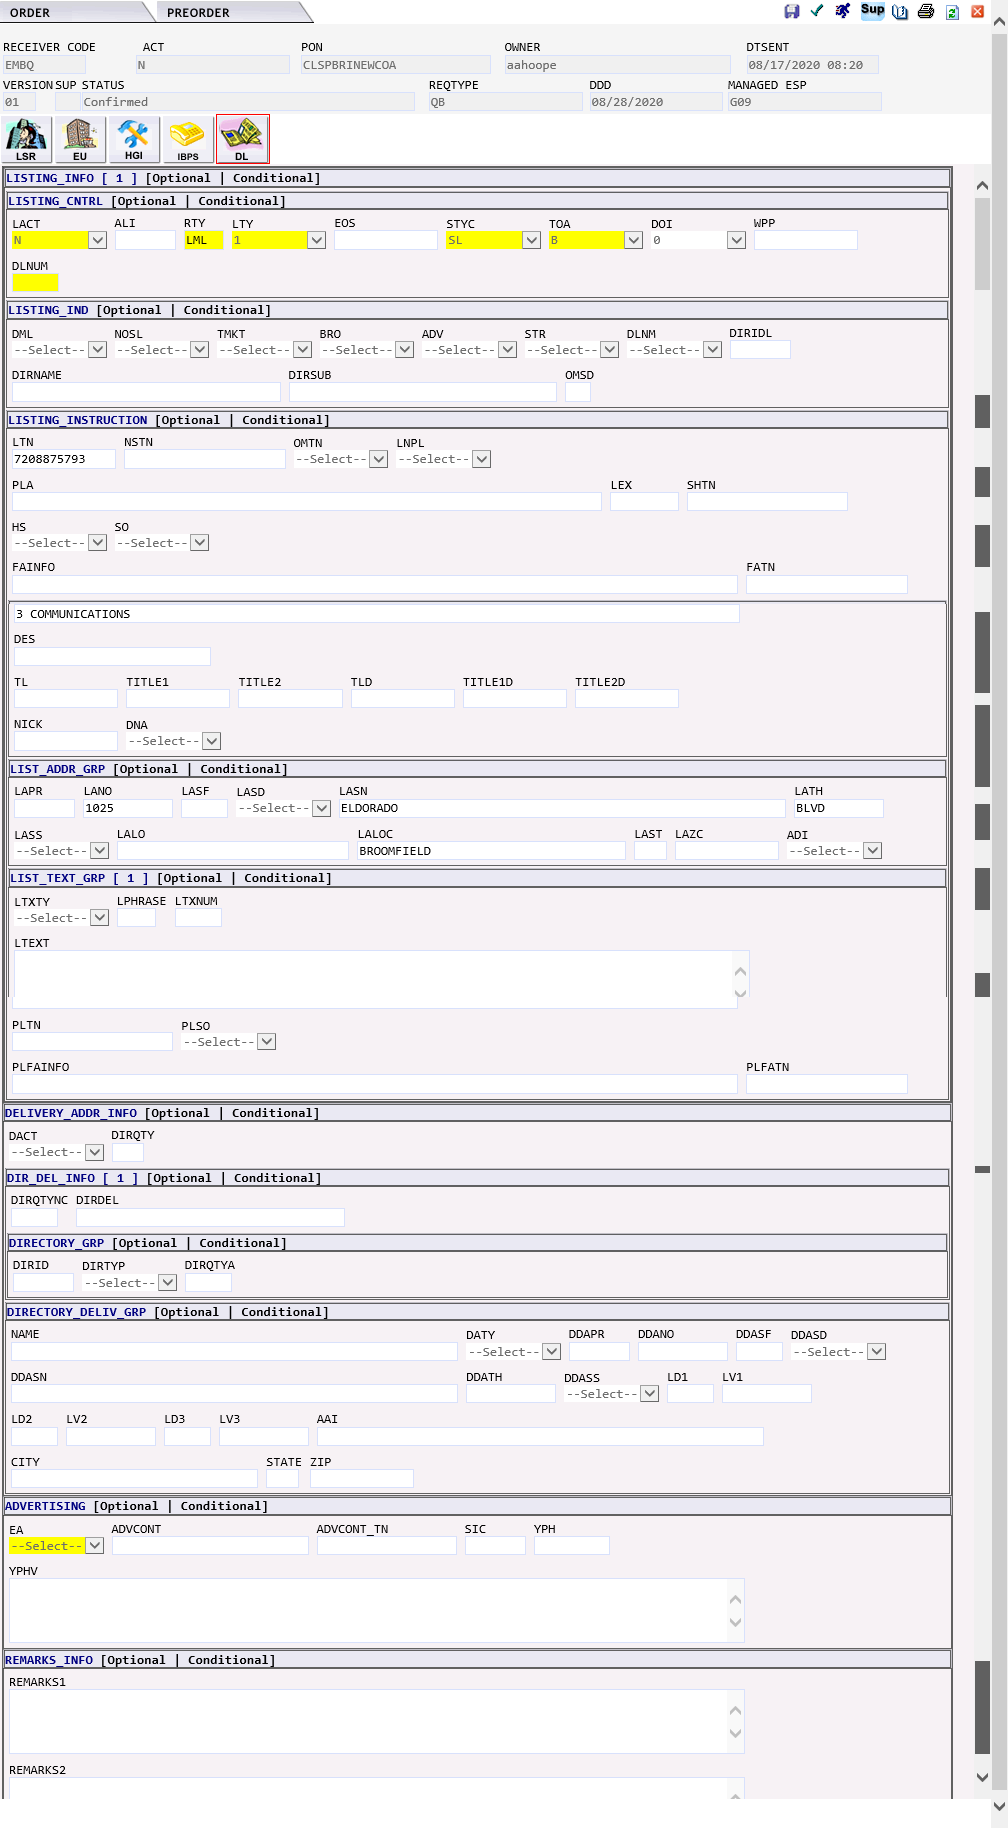 ORDER PREORDER
Sup
RECEIVER CODE ACT PON OWNER DTSENT
EMBQ N CLSPBRINEWCOA aahoope 08/17/2020 08:20
VERSION SUP STATUS REQTYPE DDD MANAGED ESP
01 Confirmed QB 08/28/2020 G09
LSR EU HGI IBPS DL
LISTING_INFO [ 1 ] [Optional | Conditional]
LISTING_CNTRL [Optional | Conditional]
LACT ALI RTY LTY EOS STYC TOA DOI WPP
N LML 1 SL B 0
DLNUM
LISTING_IND [Optional | Conditional]
DML NOSL TMKT BRO ADV STR DLNM DIRIDL
--Select-- --Select-- --Select-- --Select-- --Select-- --Select-- --Select--
DIRNAME DIRSUB OMSD
LISTING_INSTRUCTION [Optional | Conditional]
LTN NSTN OMTN LNPL
7208875793 --Select-- --Select--
PLA LEX SHTN
HS SO
--Select-- --Select--
FAINFO FATN
3 COMMUNICATIONS
DES
TL TITLE1 TITLE2 TLD TITLE1D TITLE2D
NICK DNA
--Select--
LIST_ADDR_GRP [Optional | Conditional]
LAPR LANO LASF LASD LASN LATH
1025 --Select-- ELDORADO BLVD
LASS LALO LALOC LAST LAZC ADI
--Select-- BROOMFIELD --Select--
LIST_TEXT_GRP [ 1 ] [Optional | Conditional]
LTXTY LPHRASE LTXNUM
--Select--
LTEXT
PLTN PLSO
--Select--
PLFAINFO PLFATN
DELIVERY_ADDR_INFO [Optional | Conditional]
DACT DIRQTY
--Select--
DIR_DEL_INFO [ 1 ] [Optional | Conditional]
DIRQTYNC DIRDEL
DIRECTORY_GRP [Optional | Conditional]
DIRID DIRTYP DIRQTYA
--Select--
DIRECTORY_DELIV_GRP [Optional | Conditional]
NAME DATY DDAPR DDANO DDASF DDASD
--Select-- --Select--
DDASN DDATH DDASS LD1 LV1
--Select--
LD2 LV2 LD3 LV3 AAI
CITY STATE ZIP
ADVERTISING [Optional | Conditional]
EA ADVCONT ADVCONT_TN SIC YPH
--Select--
YPHV
REMARKS_INFO [Optional | Conditional]
REMARKS1
REMARKS2